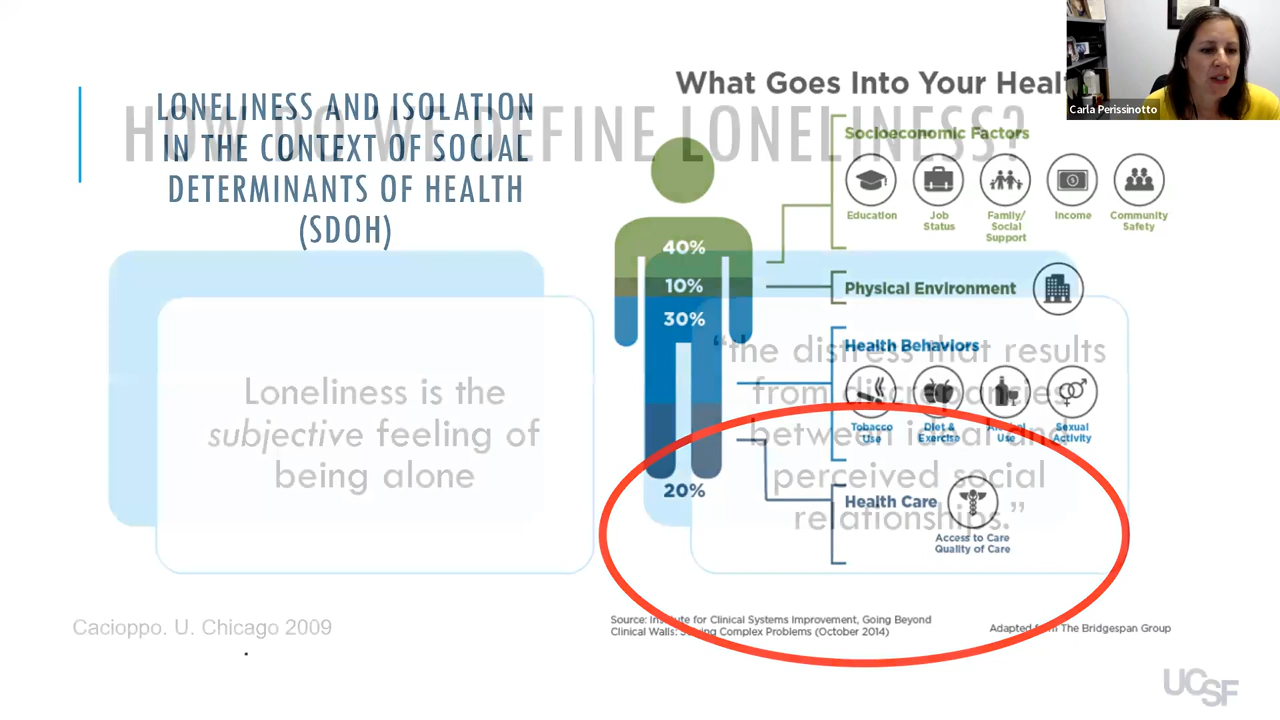 Carla Perissinotto
HOW DO WE DEFINE LONELINESS?
LONELINESS AND ISOLATION
IN THE CONTEXT OF SOCIAL
DETERMINANTS OF HEALTH
(SDOH)
Loneliness is the
subjective feeling of
being alone
"the distress that results
from discrepancies
between ideal and
perceived social
relationships."
Cacioppo. U. Chicago 2009
.
What Goes Into Your Heal
40%
10%
30%
20%
Socioeconomic Factors
Education
Job
Status
Family/
Social
Support
Income
Community
Safety
Physical Environment
Health Behaviors
Tobacco
Use
Diet &
Exercise
Alcohol
Use
Sexual
Activity
Health Care
Access to Care
Quality of Care
Source: Institute for Clinical Systems Improvement, Going Beyond
Clinical Walls: Solving Complex Problems (October 2014)
Adapted from The Bridgespan Group
UCSF